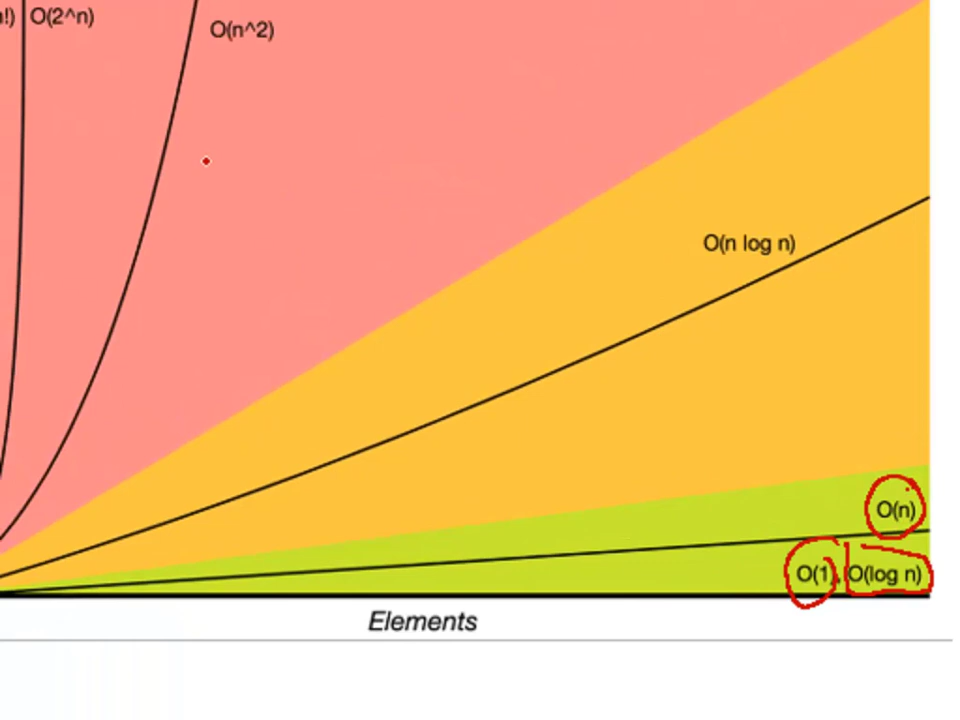 !) O(2^n)
O(n^2)
O(n log n)
O(n)
O(1), O(log n)
Elements